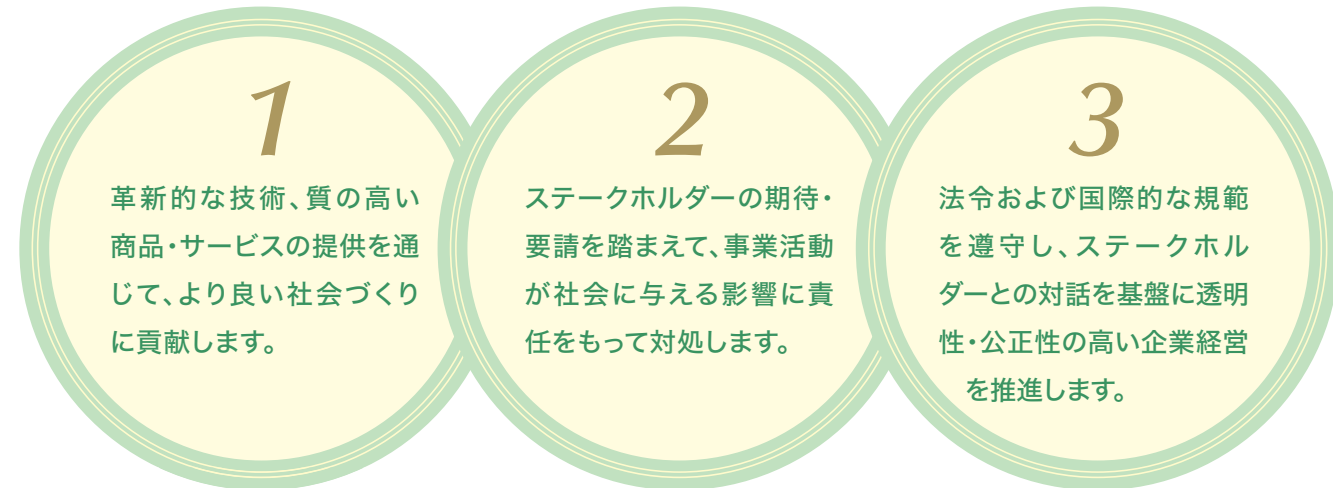 1
革新的な技術、質の高い
商品・サービスの提供を通
じて、より良い社会づくり
に貢献します。
2
ステークホルダーの期待・
要請を踏まえて、事業活動
が社会に与える影響に責
任をもって対処します。
3
法令および国際的な規範
を遵守し、ステークホル
ダーとの対話を基盤に透明
性・公正性の高い企業経営
を推進します。